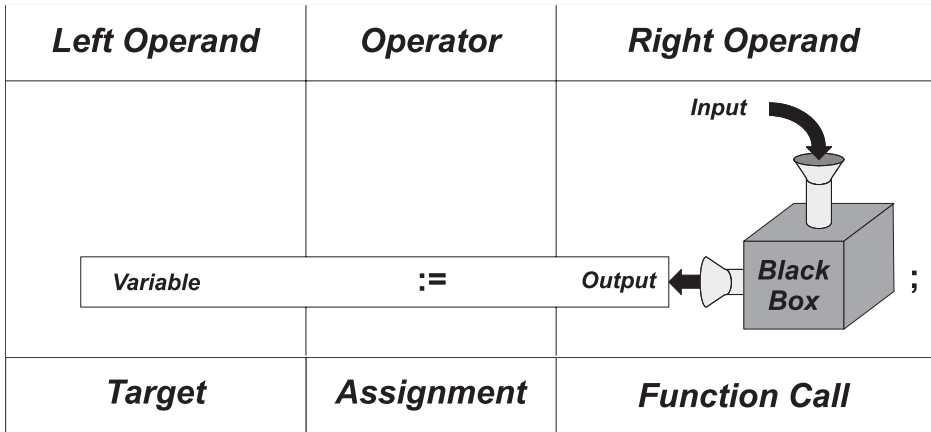 Left Operand Operator Right Operand
Input
Variable := Output Black Box ;
Target Assignment Function Call